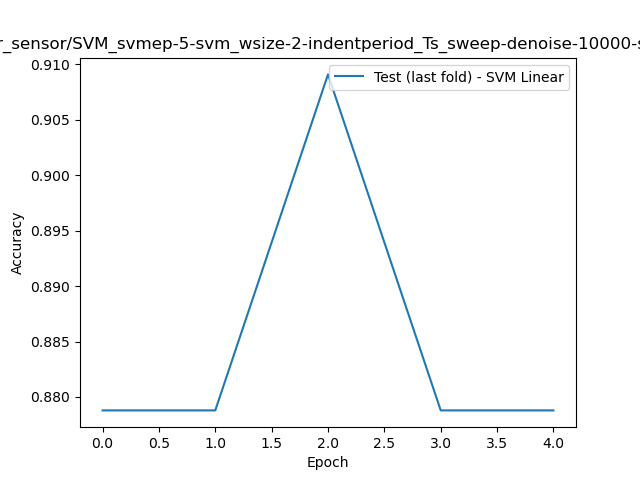 r_sensor/SVM_svmep-5-svm_wsize-2-indentperiod_Ts_sweep-denoise-10000-s
Test (last fold) - SVM Linear
0.910
0.905
0.900
0.895
0.890
0.885
0.880
Accuracy
0.0 0.5 1.0 1.5 2.0 2.5 3.0 3.5 4.0
Epoch